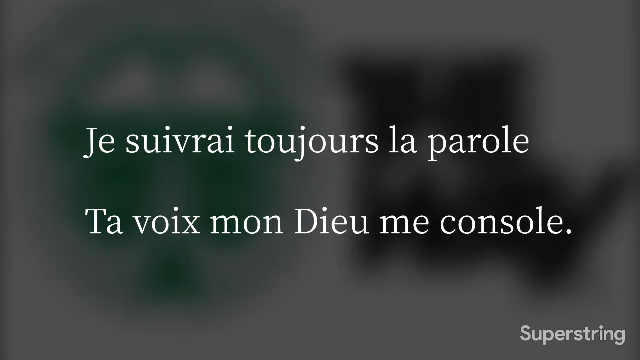 Je suivrai toujours la parole
Ta voix mon Dieu me console.
Superstring